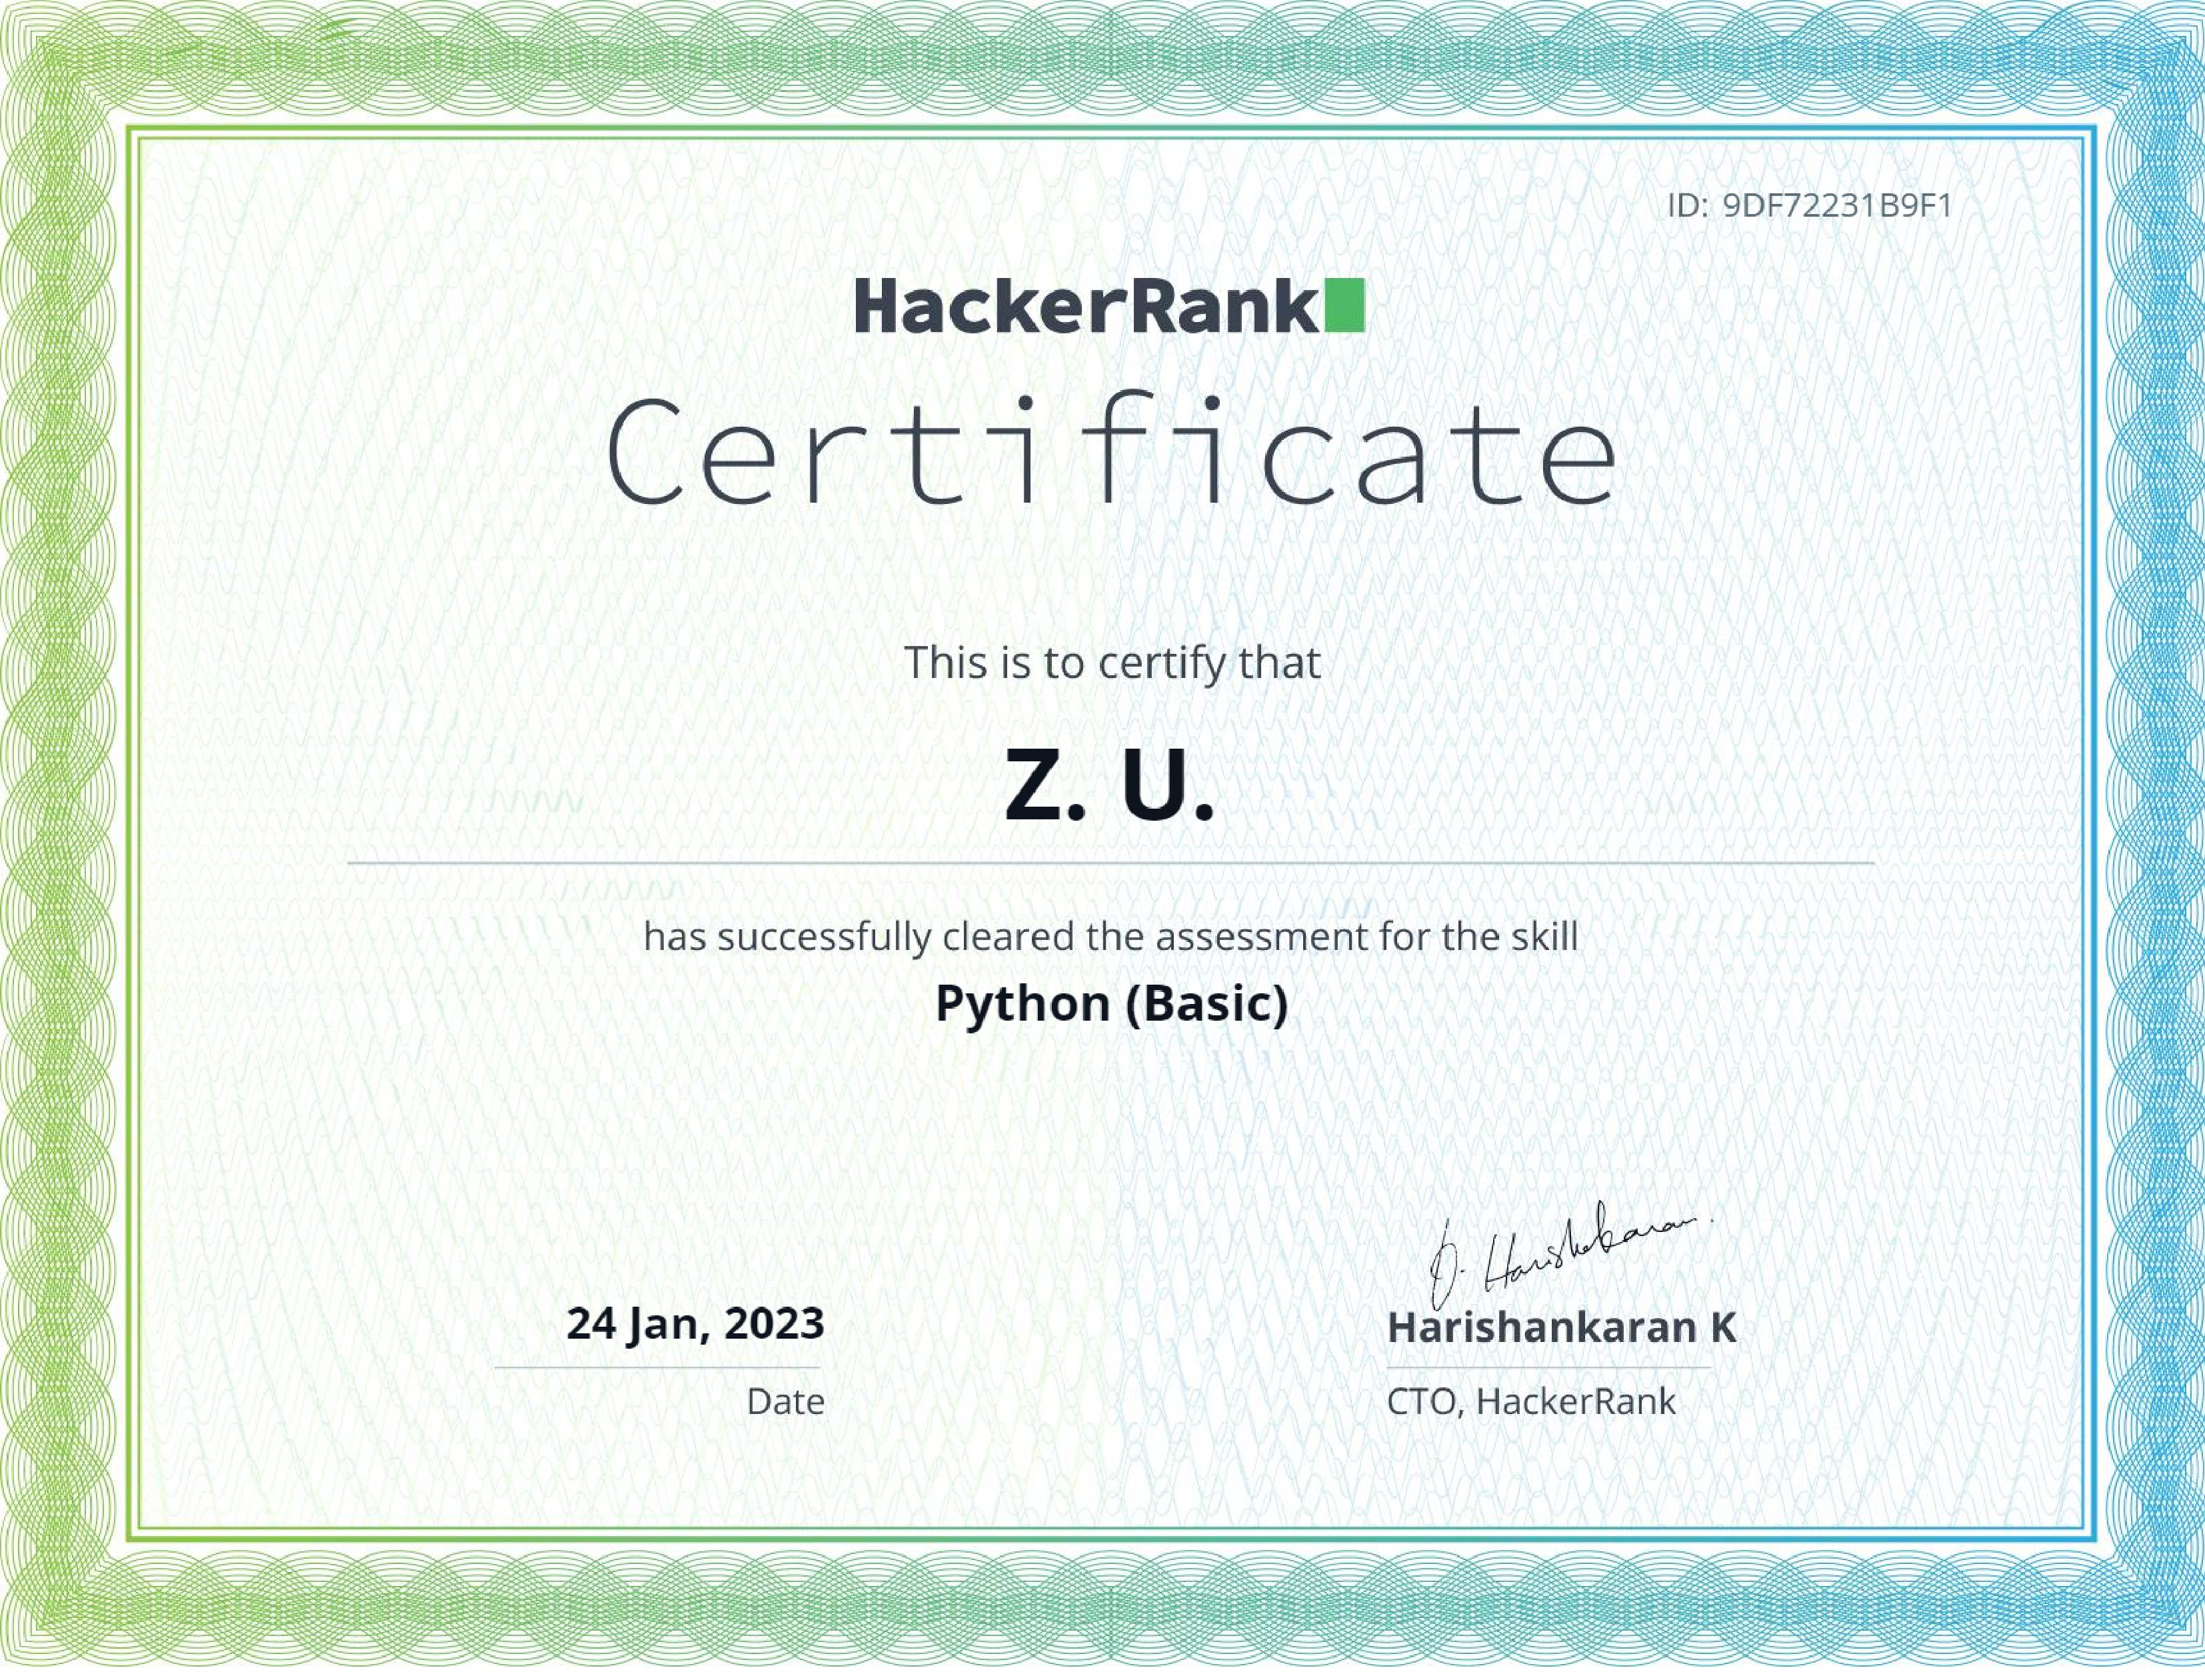 ID: 9DF72231B9F1
HackerRank
Certificate
This is to certify that
Z. U.
has successfully cleared the assessment for the skill
Python (Basic)
24 Jan, 2023
Date
Harishankaran K
CTO, HackerRank